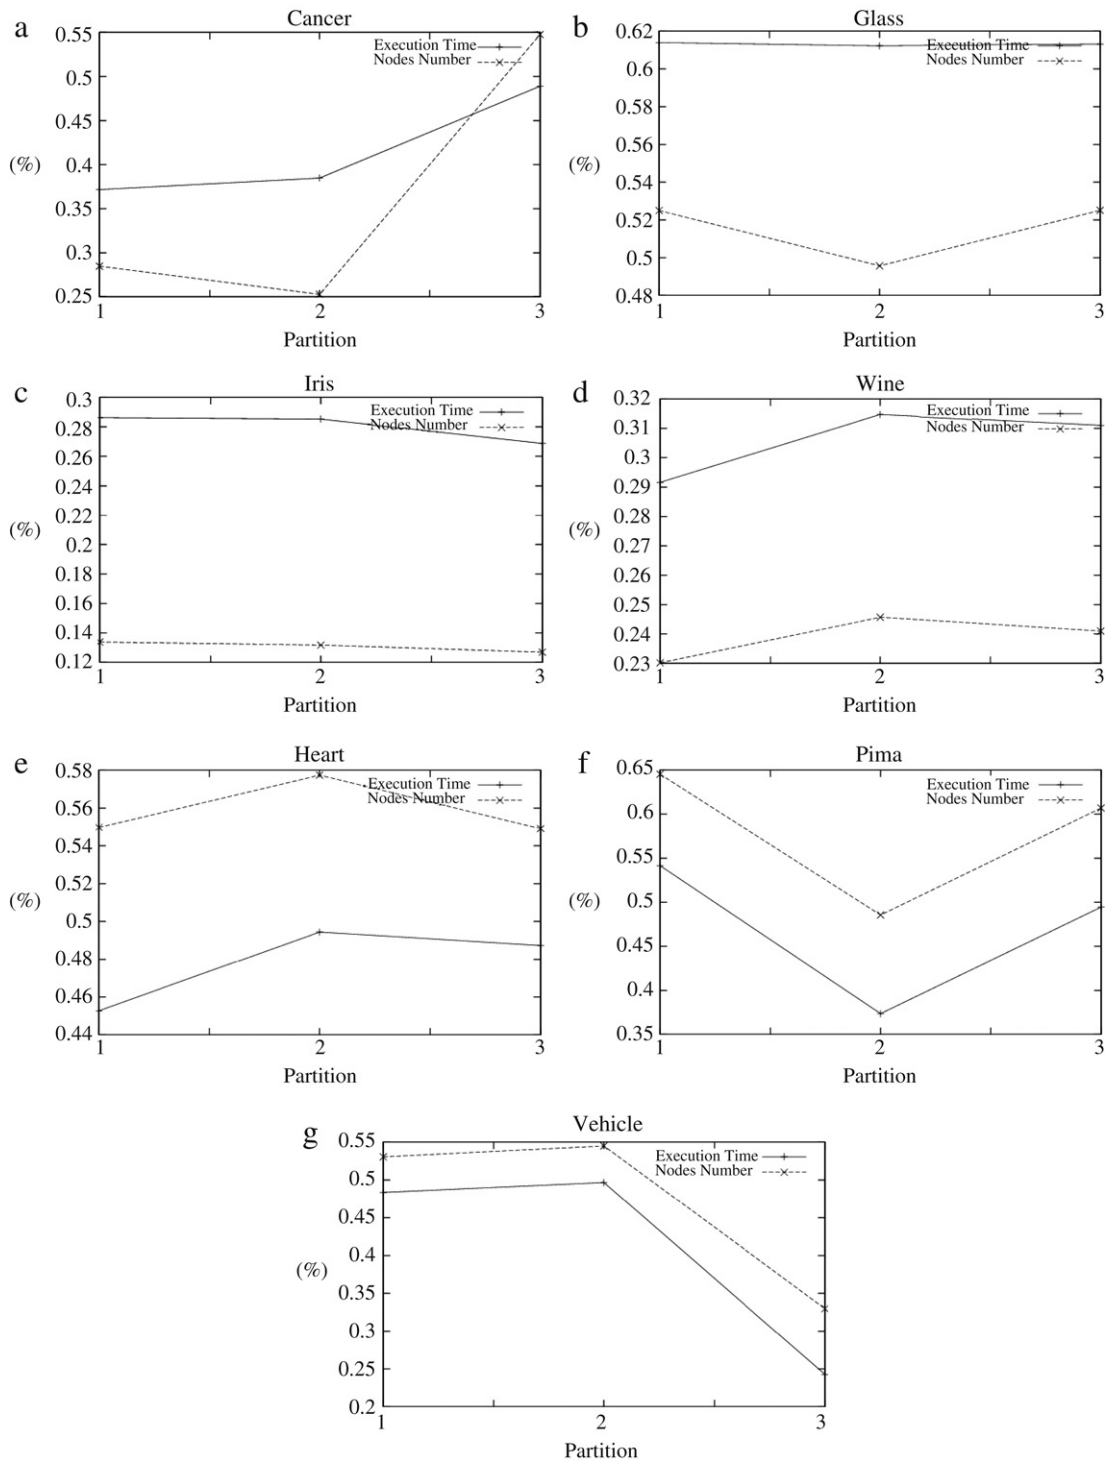 a
Cancer
0.55
0.5
0.45
0.4
0.35
0.3
0.25
(%)
Execution Time
Nodes Number
1 2 3
Partition
b
Glass
0.62
0.6
0.58
0.56
0.54
0.52
0.5
0.48
(%)
Execution Time
Nodes Number
1 2 3
Partition
c
Iris
0.3
0.28
0.26
0.24
0.22
0.2
0.18
0.16
0.14
0.12
(%)
Execution Time
Nodes Number
1 2 3
Partition
d
Wine
0.32
0.31
0.3
0.29
0.28
0.27
0.26
0.25
0.24
0.23
(%)
Execution Time
Nodes Number
1 2 3
Partition
e
Heart
0.58
0.56
0.54
0.52
0.5
0.48
0.46
0.44
(%)
Execution Time
Nodes Number
1 2 3
Partition
f
Pima
0.65
0.6
0.55
0.5
0.45
0.4
0.35
(%)
Execution Time
Nodes Number
1 2 3
Partition
g
Vehicle
0.55
0.5
0.45
0.4
0.35
0.3
0.25
0.2
(%)
Execution Time
Nodes Number
1 2 3
Partition